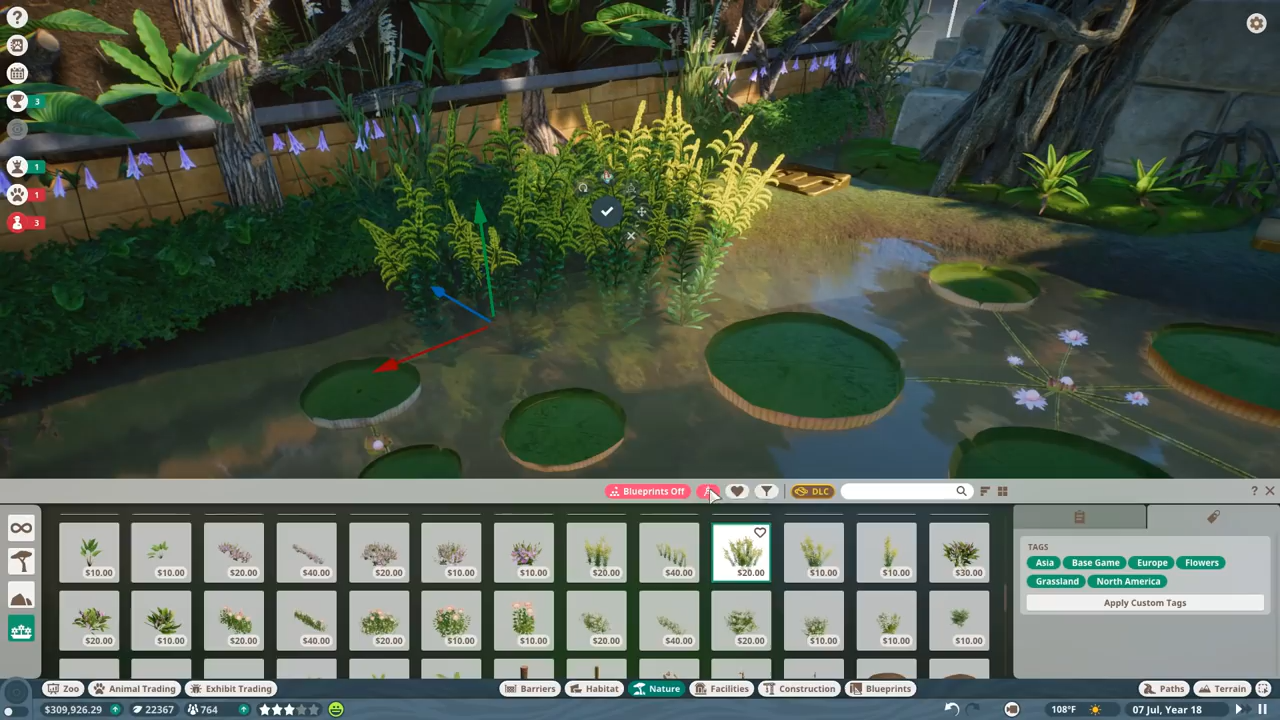 ?
3
1
1
3
Blueprints Off
DLC
? ×
$10.00 $10.00 $20.00 $40.00 $20.00 $10.00 $10.00 $20.00 $40.00 $20.00 $10.00 $10.00 $30.00
$20.00 $10.00 $20.00 $40.00 $20.00 $10.00 $10.00 $20.00 $40.00 $20.00 $10.00 $10.00 $10.00
TAGS
Asia Base Game Europe Flowers
Grassland North America
Apply Custom Tags
Zoo Animal Trading Exhibit Trading Barriers Habitat Nature Facilities Construction Blueprints Paths Terrain
$309,926.29 22367 764 108°F 07 Jul, Year 18